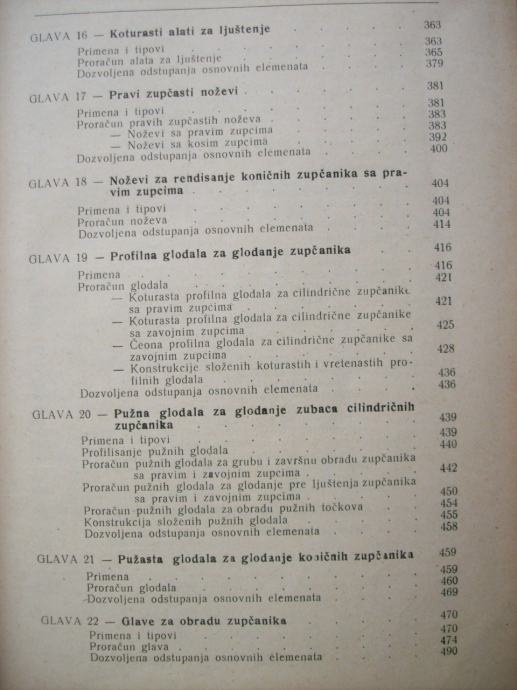 GLAVA 16 — Koturasti alati za ljuštenje . . . . . 363
Primena i tipovi . . . . . 363
Proračun alata za ljuštenje . . . . . 365
Dozvoljena odstupanja osnovnih elemenata . . . . . 379
GLAVA 17 — Pravi zupčasti noževi . . . . . 381
Primena i tipovi . . . . . 381
Proračun pravih zupčastih noževa . . . . . 383
— Noževi sa pravim zupcima . . . . . 383
— Noževi sa kosim zupcima . . . . . 392
Dozvoljena odstupanja osnovnih elemenata . . . . . 400
GLAVA 18 — Noževi za rendisanje koničnih zupčanika sa pra-
vim zupcima . . . . . 404
Primena i tipovi . . . . . 404
Proračun noževa . . . . . 404
Dozvoljena odstupanja osnovnih elemenata . . . . . 414
GLAVA 19 — Profilna glodala za glodanje zupčanika . . 416
Primena . . . . . 416
Proračun glodala . . . . . 421
— Koturasta profilna glodala za cilindrične zupčanike
sa pravim zupcima . . . . . 421
— Koturasta profilna glodala za cilindrične zupčanike
sa zavojnim zupcima . . . . . 425
— Čeona profilna glodala za cilindrične zupčanike sa
zavojnim zupcima . . . . . 428
— Konstrukcije složenih koturastih i vretenastih pro-
filnih glodala . . . . . 436
Dozvoljena odstupanja osnovnih elemenata . . . . . 436
GLAVA 20 — Pužna glodala za glodanje zubaca cilindričnih
zupčanika . . . . . 439
Primena i tipovi . . . . . 439
Profilisanje pužnih glodala . . . . . 440
Proračun pužnih glodala za grubu i završnu obradu zupčanika
sa pravim i zavojnim zupcima . . . . . 442
Proračun pužnih glodala za glodanje pre ljuštenja zupčanika
sa pravim i zavojnim zupcima . . . . . 450
Proračun pužnih glodala za obradu pužnih točkova . . . 454
Konstrukcija složenih pužnih glodala . . . . . 455
Dozvoljena odstupanja osnovnih elemenata . . . . . 458
GLAVA 21 — Pužasta glodala za glodanje koničnih zupčanika 459
Primena . . . . . 459
Proračun glodala . . . . . 460
Dozvoljena odstupanja osnovnih elemenata . . . . . 469
GLAVA 22 — Glave za obradu zupčanika . . . . . 470
Primena i tipovi . . . . . 470
Proračun glava . . . . . 474
Dozvoljena odstupanja osnovnih elemenata . . . . . 490